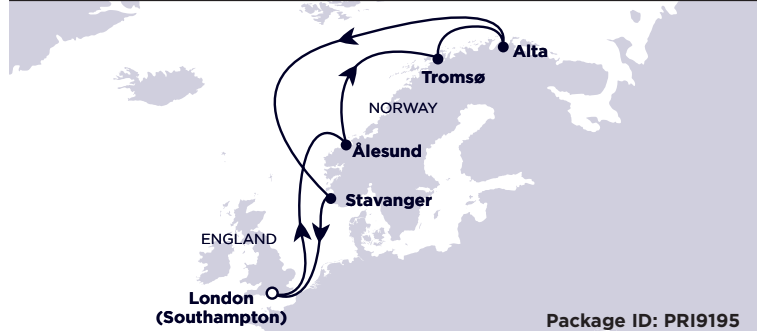 Alta
Tromsø
NORWAY
Ålesund
Stavanger
ENGLAND
London
(Southampton)
Package ID: PRI9195